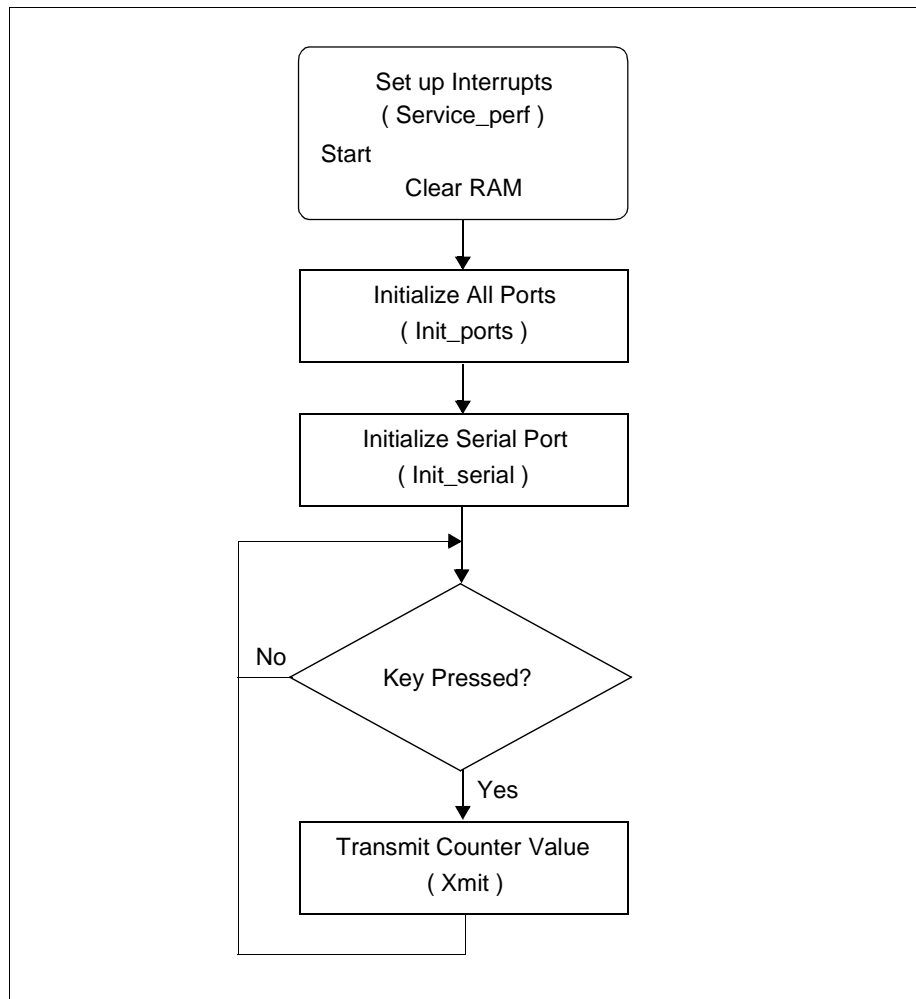 Set up Interrupts
( Service_perf )
Start
Clear RAM
Initialize All Ports
( Init_ports )
Initialize Serial Port
( Init_serial )
No
Key Pressed?
Yes
Transmit Counter Value
( Xmit )